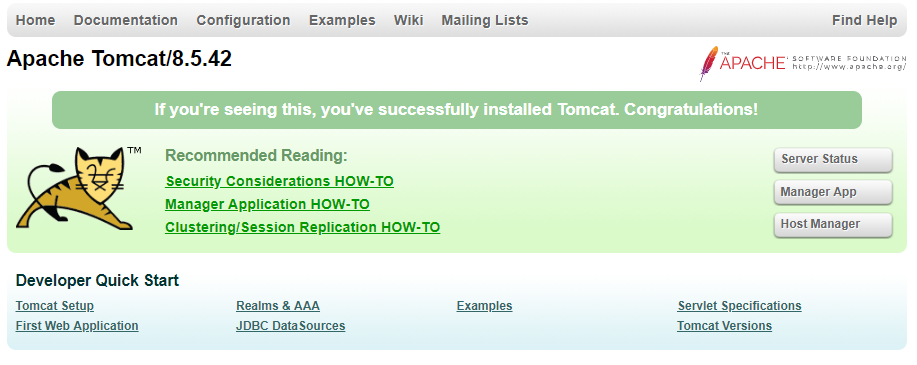 Home Documentation Configuration Examples Wiki Mailing Lists Find Help
Apache Tomcat/8.5.42
THE APACHE® SOFTWARE FOUNDATION
http://www.apache.org/
If you're seeing this, you've successfully installed Tomcat. Congratulations!
TM
Recommended Reading:
Security Considerations HOW-TO
Manager Application HOW-TO
Clustering/Session Replication HOW-TO
Server Status
Manager App
Host Manager
Developer Quick Start
Tomcat Setup
First Web Application
Realms & AAA
JDBC DataSources
Examples
Servlet Specifications
Tomcat Versions